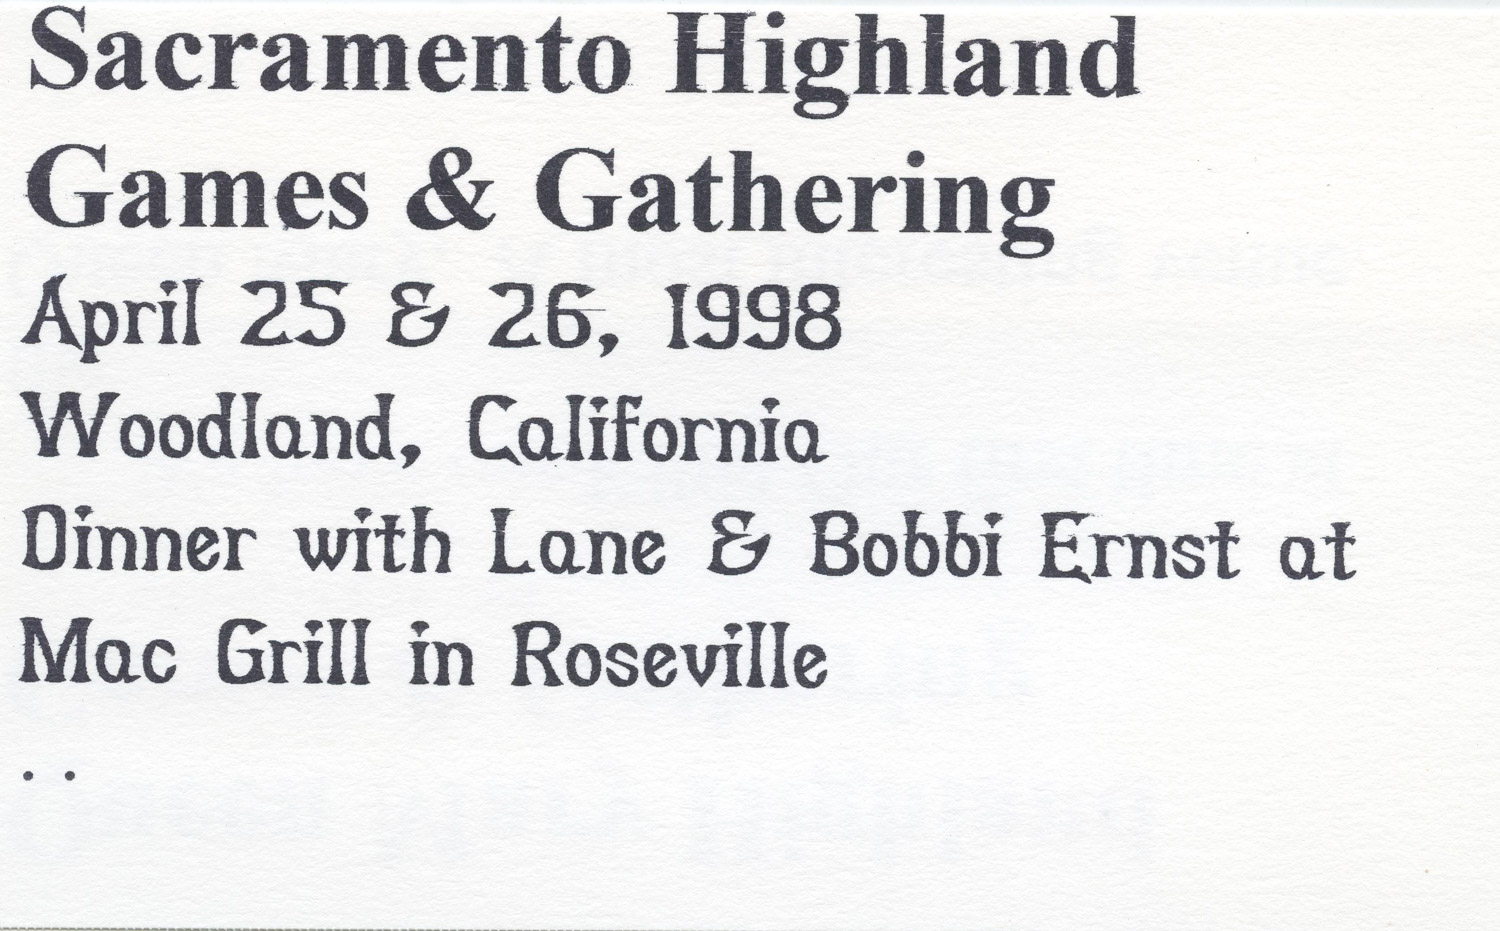 Sacramento Highland
Games & Gathering
April 25 & 26, 1998
Woodland, California
Dinner with Lane & Bobbi Ernst at
Mac Grill in Roseville
. .